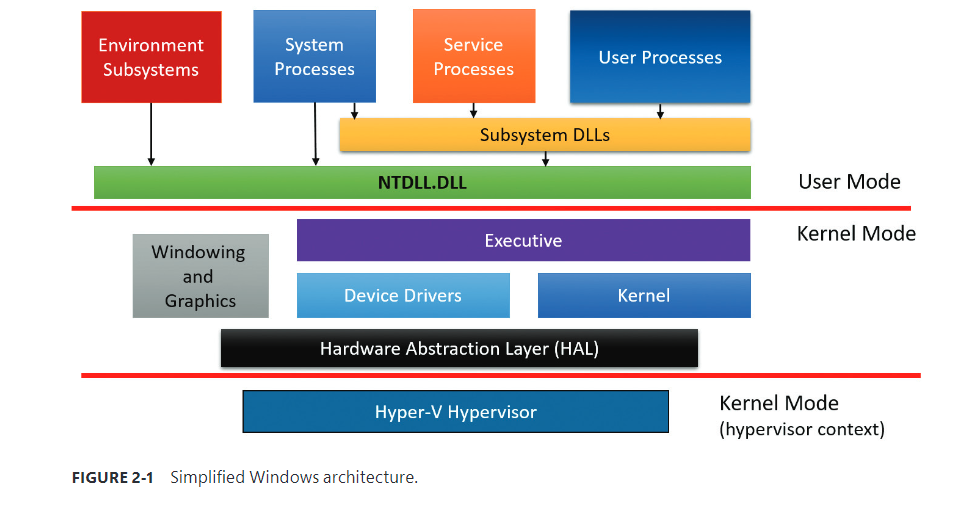 Environment
Subsystems
System
Processes
Service
Processes
User Processes
Subsystem DLLs
NTDLL.DLL
User Mode
Kernel Mode
Executive
Windowing
and
Graphics
Device Drivers
Kernel
Hardware Abstraction Layer (HAL)
Hyper-V Hypervisor
Kernel Mode
(hypervisor context)
FIGURE 2-1 Simplified Windows architecture.